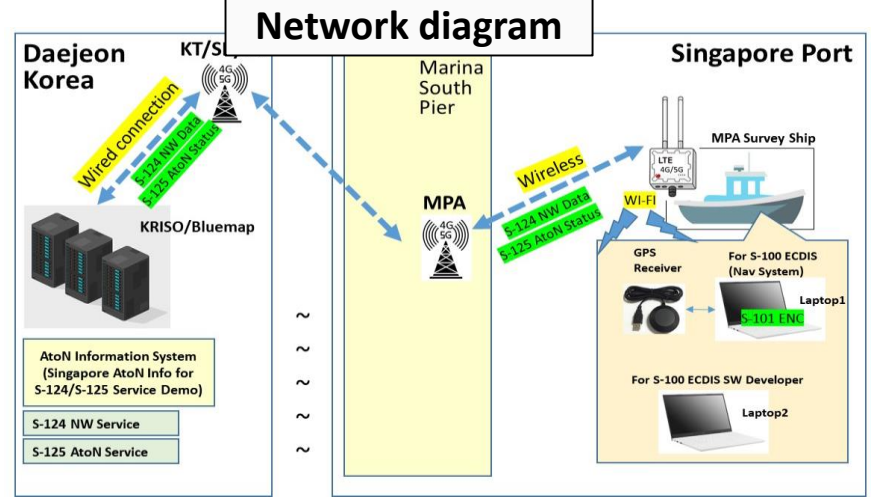 Network diagram
Daejeon
Korea
KT/S
4G
5G
Wired connection
S-124 NW Data
S-125 AtoN Status
KRISO/Bluemap
AtoN Information System
(Singapore AtoN Info for
S-124/S-125 Service Demo)
S-124 NW Service
S-125 AtoN Service
~
~
~
~
~
Marina
South
Pier
MPA
4G
5G
Singapore Port
Wireless
S-124 NW Data
S-125 AtoN Status
LTE
4G/5G
MPA Survey Ship
WI-FI
GPS
Receiver
For S-100 ECDIS
(Nav System)
Laptop1
S-101 ENC
For S-100 ECDIS SW Developer
Laptop2